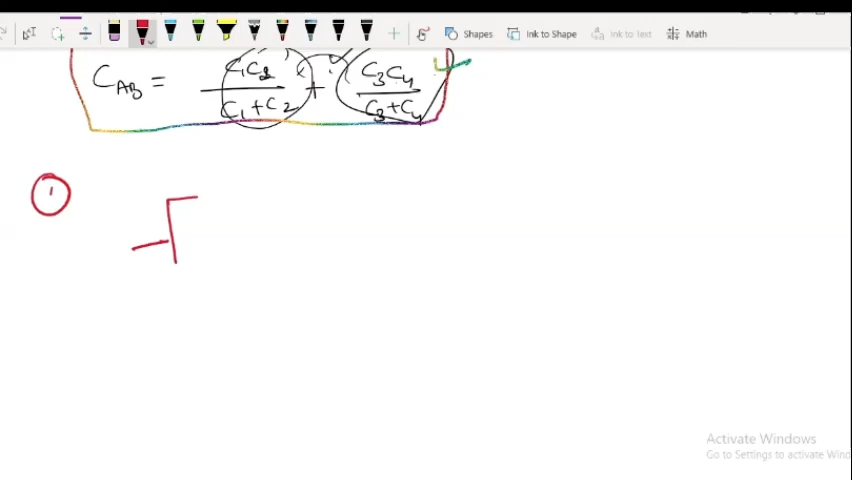 Shapes Ink to Shape Ink to Text Math
C_AB = C₁C₂ / C₁+C₂ + C₃C₄ / C₃+C₄
1
Activate Windows
Go to Settings to activate Wind